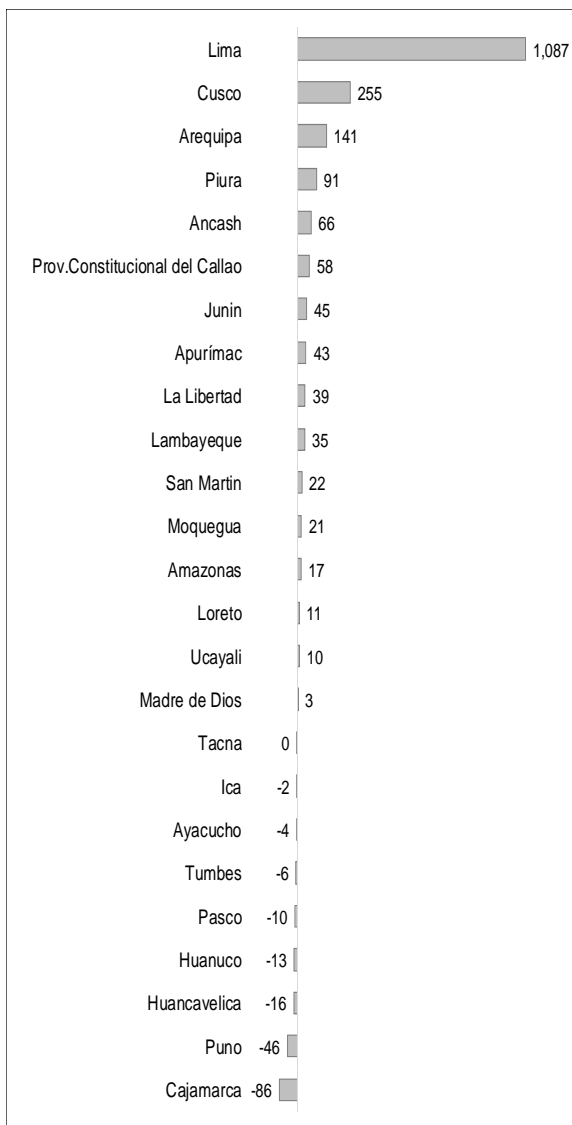 Lima 1,087
Cusco 255
Arequipa 141
Piura 91
Ancash 66
Prov.Constitucional del Callao 58
Junin 45
Apurímac 43
La Libertad 39
Lambayeque 35
San Martin 22
Moquegua 21
Amazonas 17
Loreto 11
Ucayali 10
Madre de Dios 3
Tacna 0
Ica -2
Ayacucho -4
Tumbes -6
Pasco -10
Huanuco -13
Huancavelica -16
Puno -46
Cajamarca -86